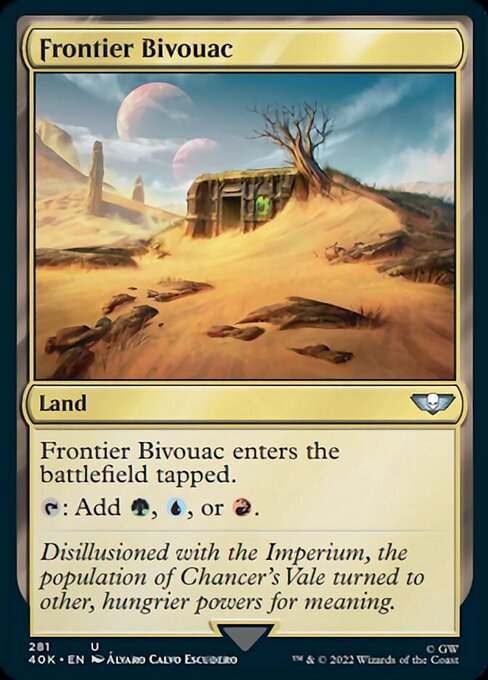 Frontier Bivouac
Land
Frontier Bivouac enters the
battlefield tapped.
: Add , , or .
Disillusioned with the Imperium, the
population of Chancer's Vale turned to
other, hungrier powers for meaning.
281 U
40K • EN Álvaro Calvo Escudero
© GW
™ & © 2022 Wizards of the Coast